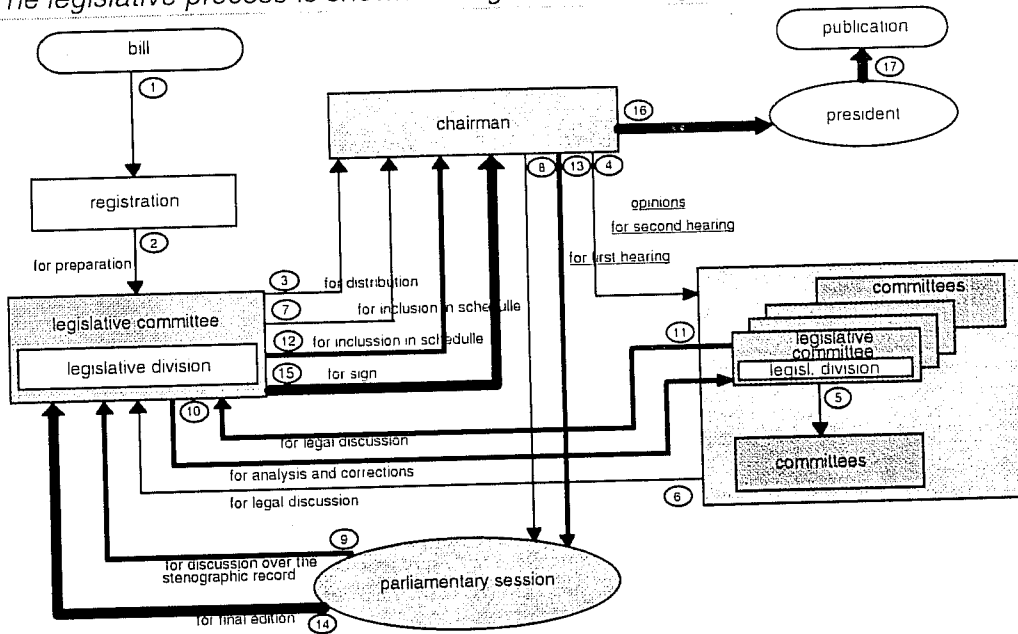 he legislative process is
bill
publication
1
17
chairman
16
president
8
13
4
registration
opinions
for second hearing
2
for first hearing
for preparation
3
for distribution
committees
7
for inclusion in schedulle
legislative committee
11
legislative
committee
12
for inclussion in schedulle
legislative division
legisl. division
15
for sign
10
5
for legal discussion
committees
for analysis and corrections
for legal discussion
6
9
for discussion over the
stenographic record
parliamentary session
for final edition
14